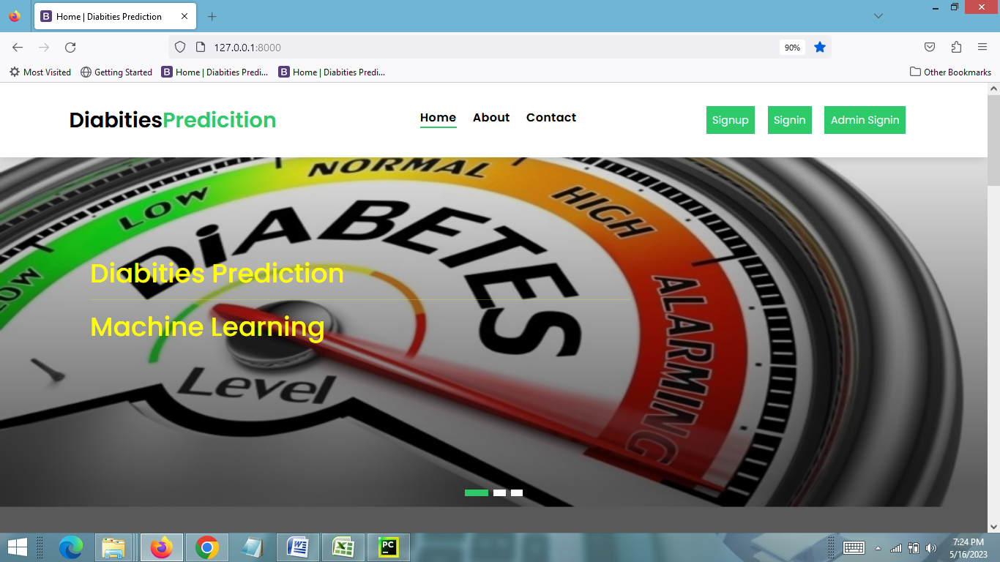 Home | Diabities Prediction
127.0.0.1:8000
90%
Most Visited
Getting Started
Home | Diabities Predi...
Home | Diabities Predi...
Other Bookmarks
DiabitiesPredicition
Home
About
Contact
Signup
Signin
Admin Signin
LOW
LOW
NORMAL
HIGH
ALARMING
DiABETES
Diabities Prediction
Machine Learning
Level
7:24 PM
5/16/2023